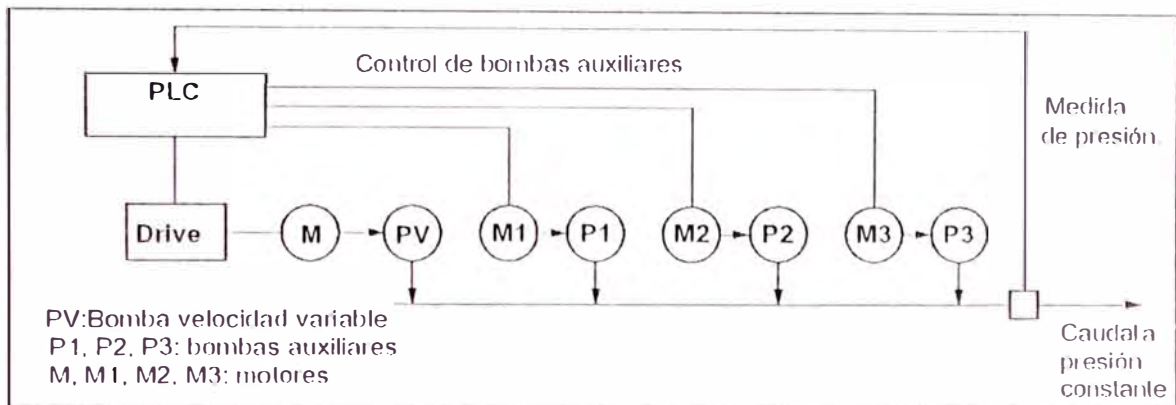 Control de bombas auxiliares
PLC
Medida
de presión
Drive
M
PV
M1
P1
M2
P2
M3
P3
PV:Bomba velocidad variable
P1, P2, P3: bombas auxiliares
M, M1, M2, M3: motores
Caudal a
presión
constante